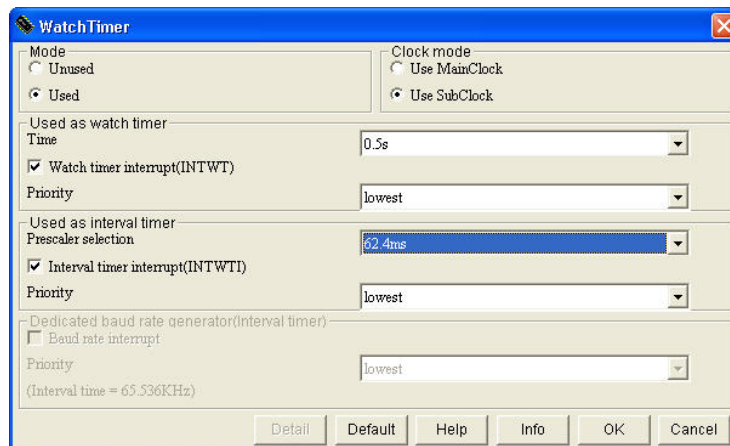 WatchTimer
Mode
Unused
Used
Clock mode
Use MainClock
Use SubClock
Used as watch timer
Time
0.5s
Watch timer interrupt(INTWT)
Priority
lowest
Used as interval timer
Prescaler selection
62.4ms
Interval timer interrupt(INTWTI)
Priority
lowest
Dedicated baud rate generator(Interval timer)
Baud rate interrupt
Priority
lowest
(Interval time = 65.536KHz)
Detail Default Help Info OK Cancel